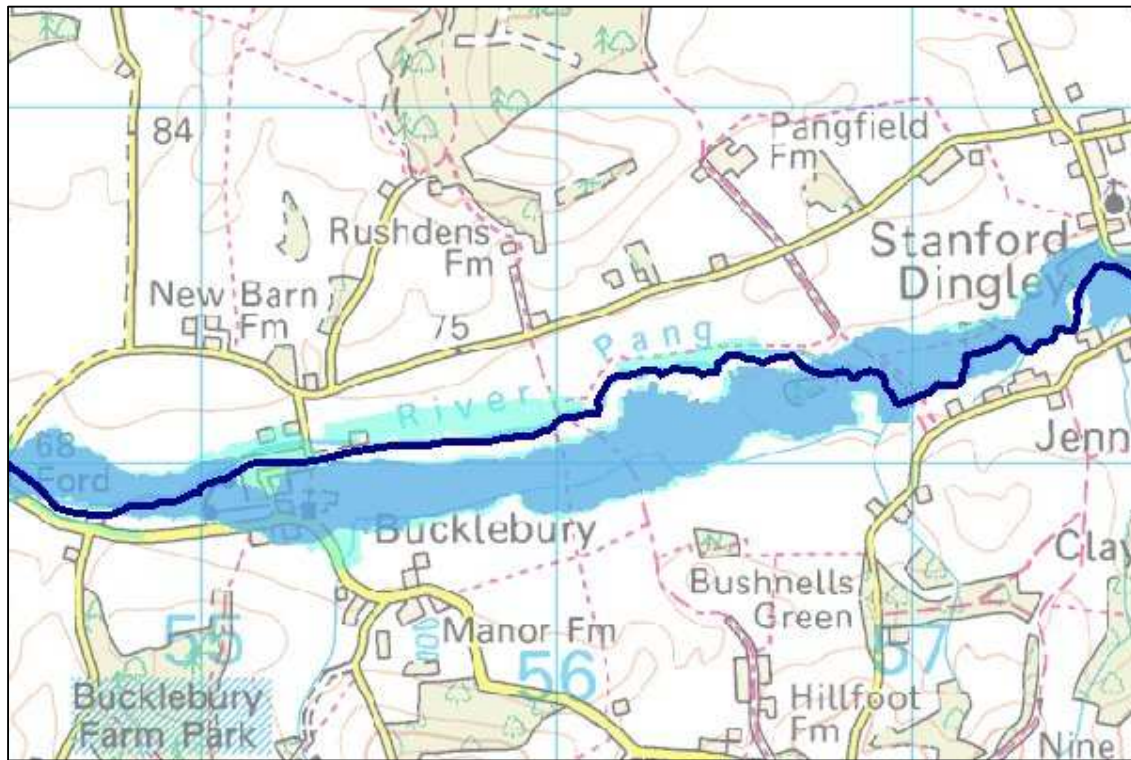 84
Pangfield
Fm
Rushdens
Fm
Stanford
Dingley
New Barn
Fm
75
River Pang
68
Ford
Jenn
Bucklebury
Clay
Bushnells
Green
55
Manor Fm
56
57
Bucklebury
Farm Park
Hillfoot
Fm
Nine